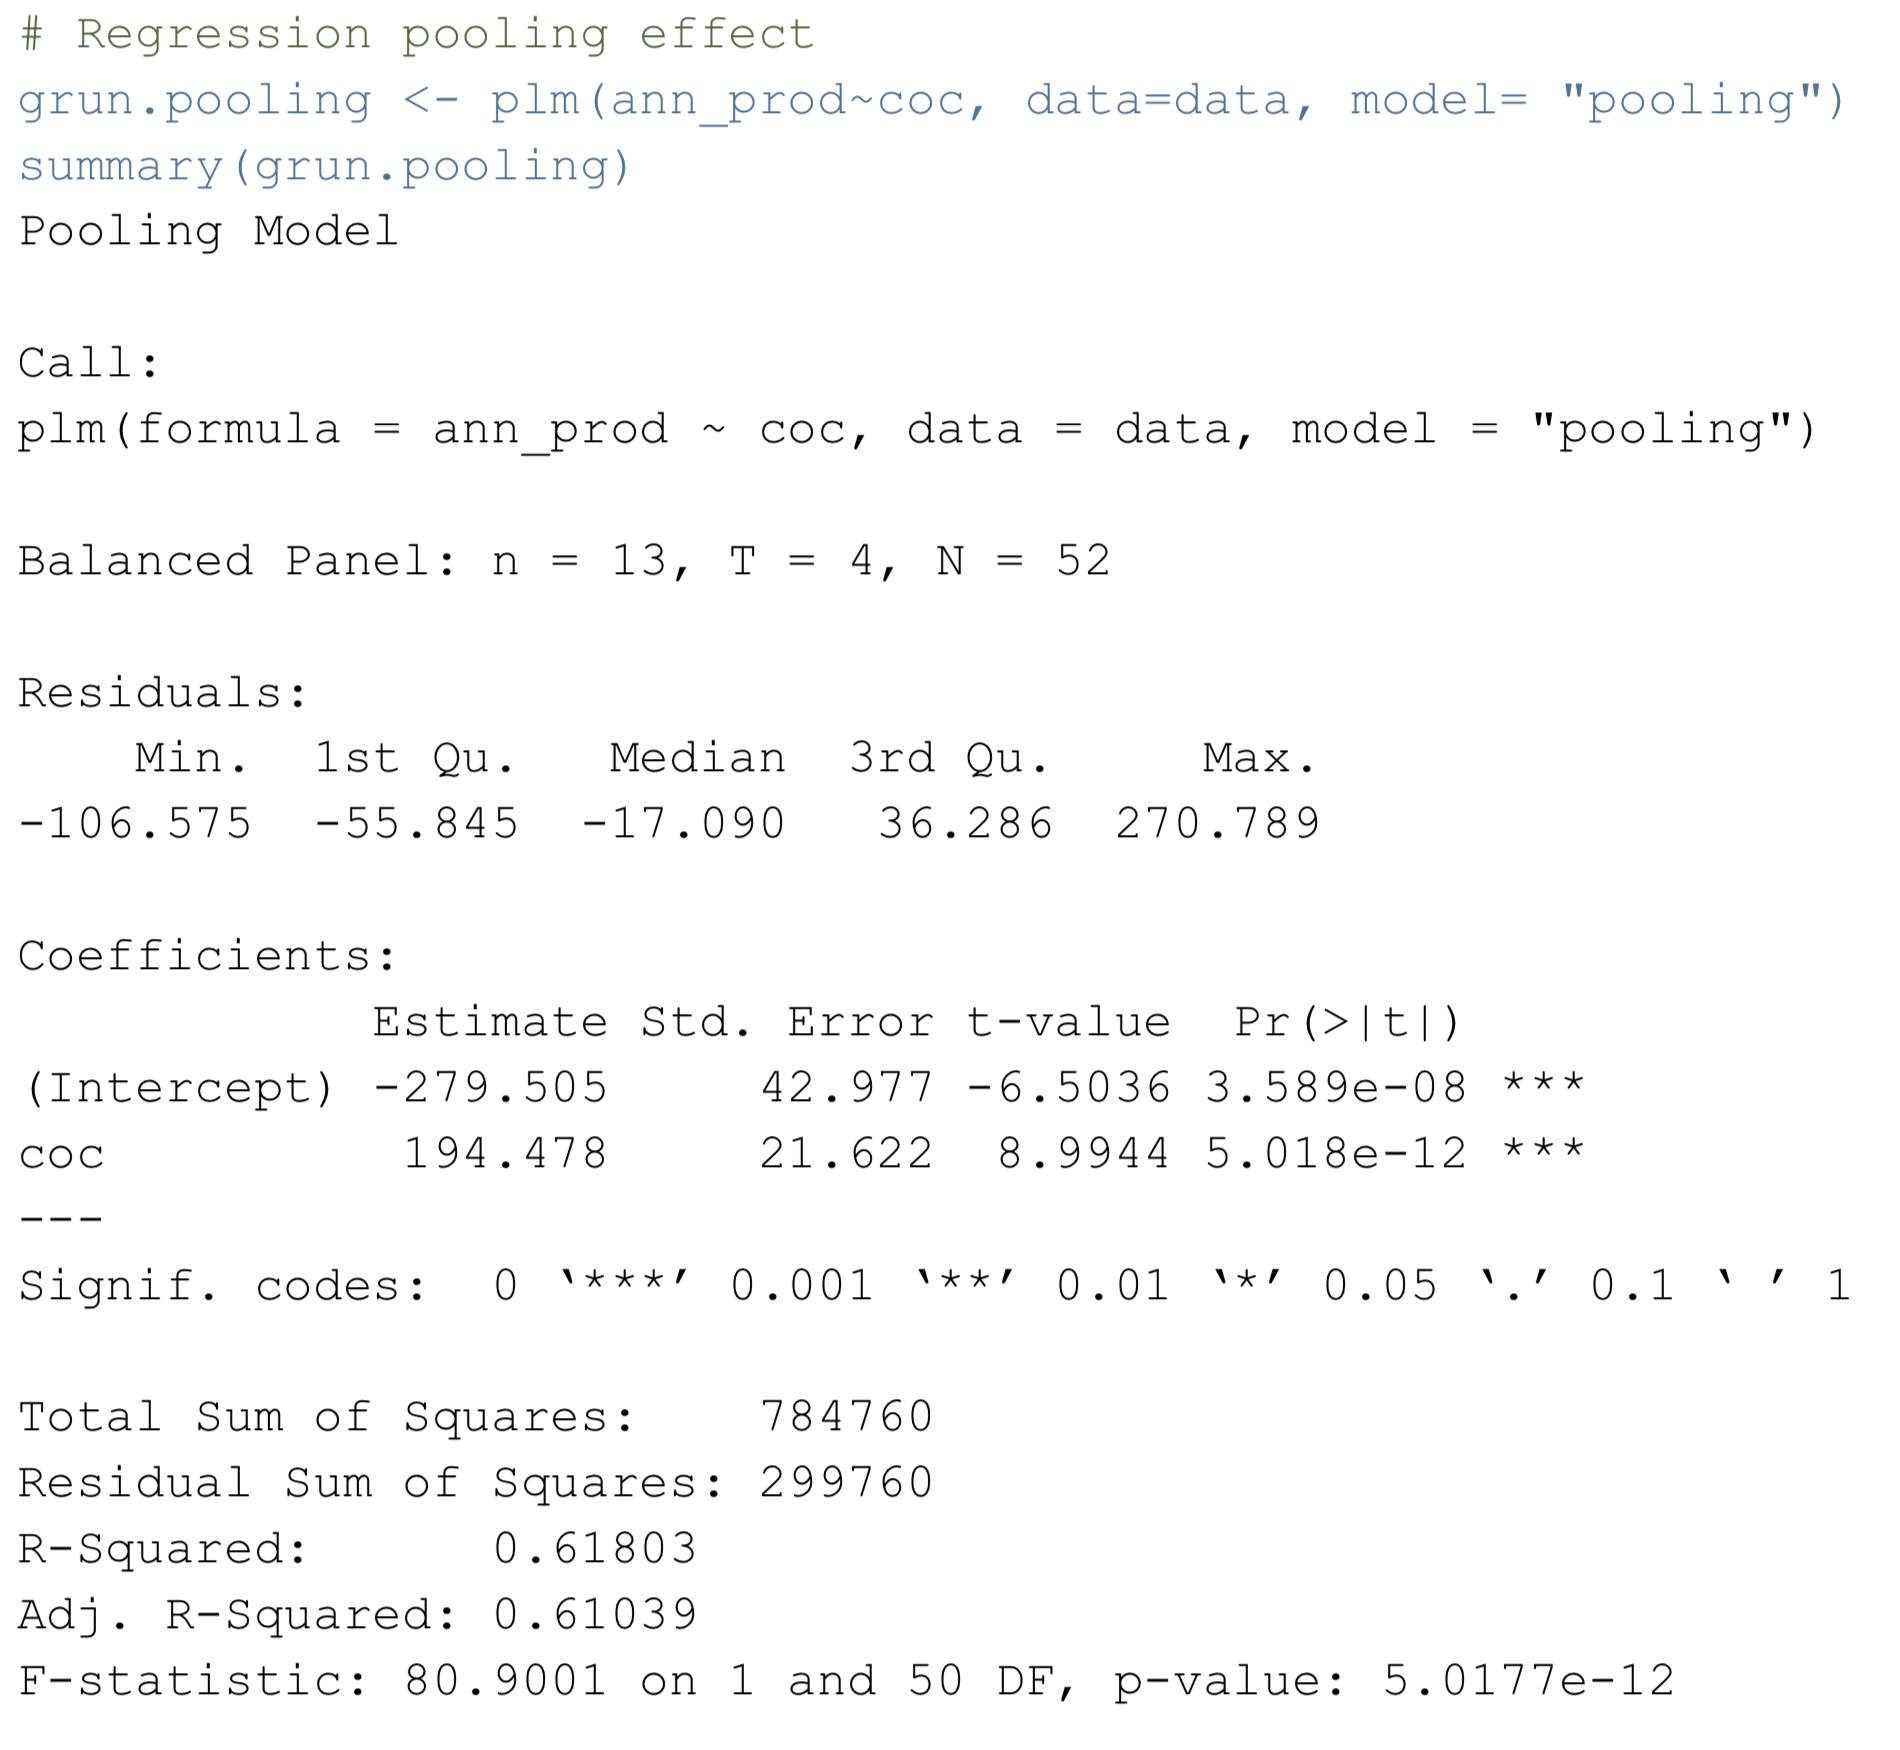 # Regression pooling effect
grun.pooling <- plm(ann_prod~coc, data=data, model= "pooling")
summary(grun.pooling)
Pooling Model
Call:
plm(formula = ann_prod ~ coc, data = data, model = "pooling")
Balanced Panel: n = 13, T = 4, N = 52
Residuals:
    Min.  1st Qu.   Median  3rd Qu.     Max.
-106.575  -55.845  -17.090   36.286  270.789
Coefficients:
            Estimate Std. Error t-value  Pr(>|t|)
(Intercept) -279.505     42.977 -6.5036 3.589e-08 ***
coc          194.478     21.622  8.9944 5.018e-12 ***
---
Signif. codes:  0 ‘***’ 0.001 ‘**’ 0.01 ‘*’ 0.05 ‘.’ 0.1 ‘ ’ 1
Total Sum of Squares:    784760
Residual Sum of Squares: 299760
R-Squared:      0.61803
Adj. R-Squared: 0.61039
F-statistic: 80.9001 on 1 and 50 DF, p-value: 5.0177e-12